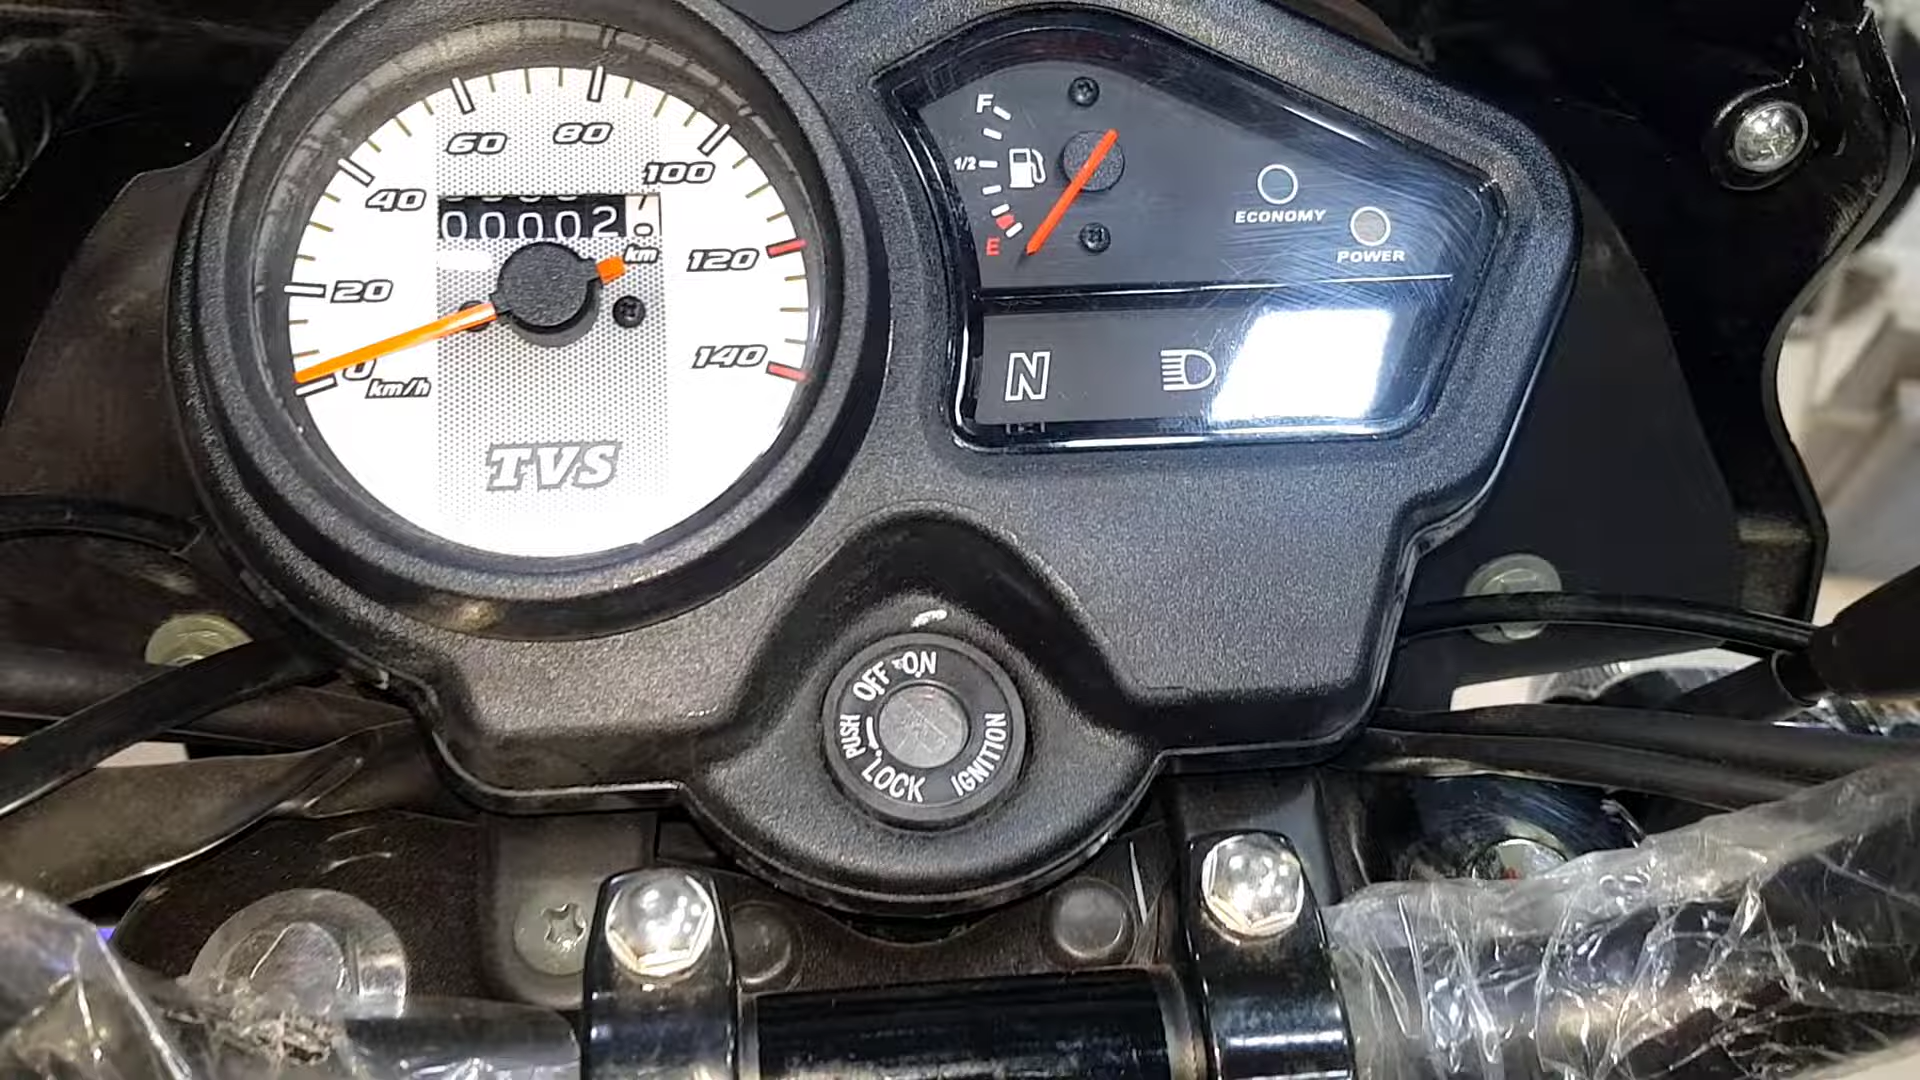 60
80
40
100
00002
km
20
120
0
km/h
140
TVS
F
1/2
E
ECONOMY
POWER
N
OFF ON
PUSH
LOCK
IGNITION